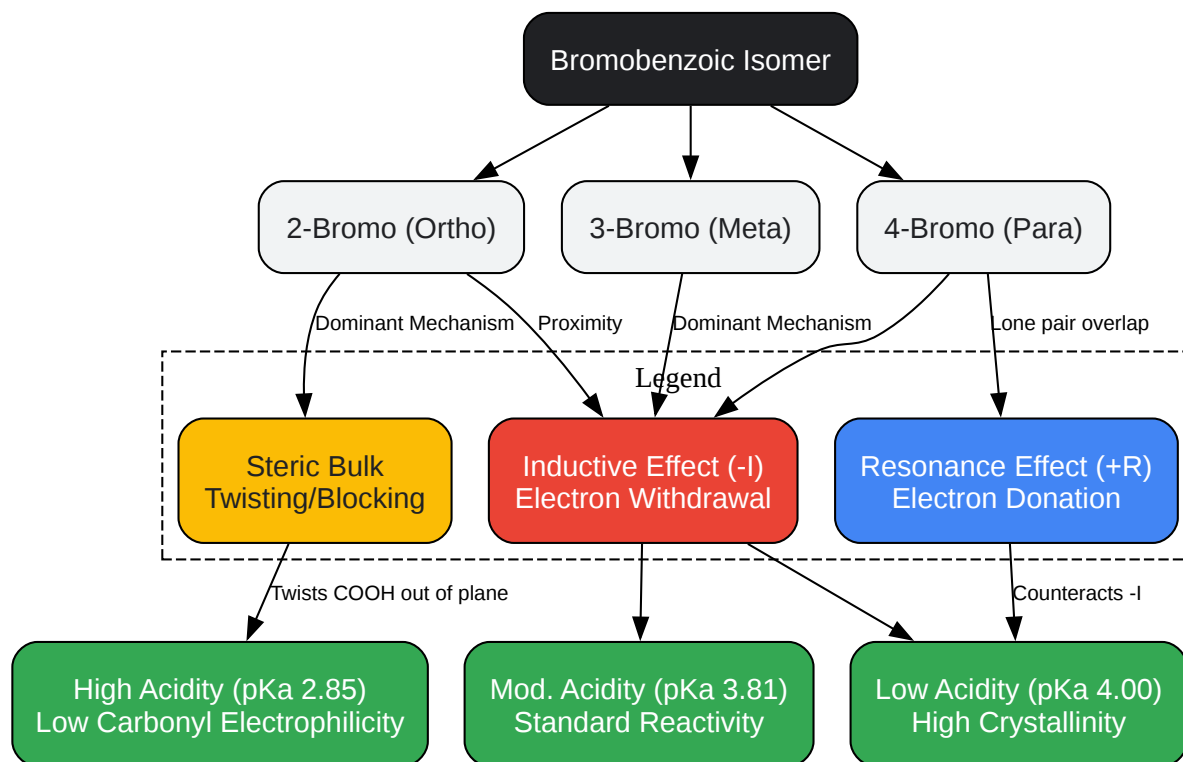 Bromobenzoic Isomer
2-Bromo (Ortho)
3-Bromo (Meta)
4-Bromo (Para)
Dominant Mechanism
Proximity
Dominant Mechanism
Lone pair overlap
Legend
Steric Bulk
Twisting/Blocking
Inductive Effect (-I)
Electron Withdrawal
Resonance Effect (+R)
Electron Donation
Twists COOH out of plane
Counteracts -I
High Acidity (pKa 2.85)
Low Carbonyl Electrophilicity
Mod. Acidity (pKa 3.81)
Standard Reactivity
Low Acidity (pKa 4.00)
High Crystallinity